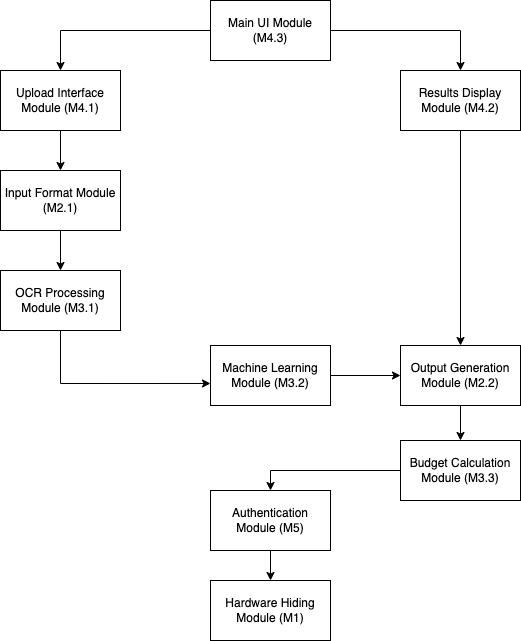 Main UI Module
(M4.3)
Upload Interface
Module (M4.1)
Results Display
Module (M4.2)
Input Format Module
(M2.1)
OCR Processing
Module (M3.1)
Machine Learning
Module (M3.2)
Output Generation
Module (M2.2)
Budget Calculation
Module (M3.3)
Authentication
Module (M5)
Hardware Hiding
Module (M1)